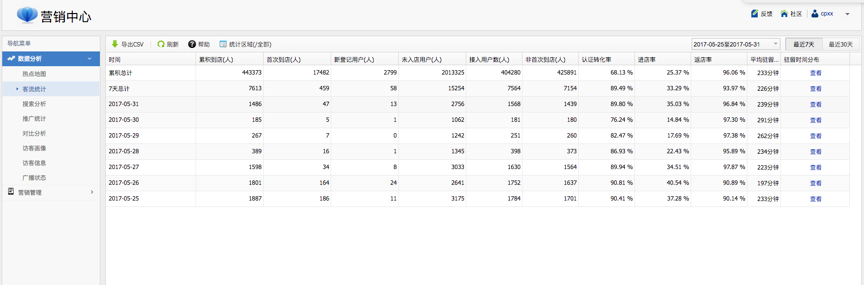 营销中心
反馈 社区 cpxx
导航菜单
导出CSV 刷新 帮助 统计区域(/全部) 2017-05-25至2017-05-31 最近7天 最近30天
数据分析
热点地图
客流统计
搜索分析
推广统计
对比分析
访客画像
访客信息
广播状态
营销管理
时间 累积到店(人) 首次到店(人) 新登记用户(人) 未入店用户(人) 接入用户数(人) 非首次到店(人) 认证转化率 进店率 返店率 平均驻留... 驻留时间分布
累积总计 443373 17482 2799 2013325 404280 425891 68.13 % 25.37 % 96.06 % 233分钟 查看
7天总计 7613 459 58 15254 7564 7154 89.49 % 33.29 % 93.97 % 226分钟 查看
2017-05-31 1486 47 13 2756 1568 1439 89.80 % 35.03 % 96.84 % 239分钟 查看
2017-05-30 185 5 1 1062 181 180 76.24 % 14.84 % 97.30 % 291分钟 查看
2017-05-29 267 7 0 1242 251 260 82.47 % 17.69 % 97.38 % 262分钟 查看
2017-05-28 389 16 1 1345 398 373 86.93 % 22.43 % 95.89 % 234分钟 查看
2017-05-27 1598 34 8 3033 1630 1564 89.94 % 34.51 % 97.87 % 223分钟 查看
2017-05-26 1801 164 24 2641 1752 1637 90.81 % 40.54 % 90.89 % 197分钟 查看
2017-05-25 1887 186 11 3175 1784 1701 90.41 % 37.28 % 90.14 % 233分钟 查看